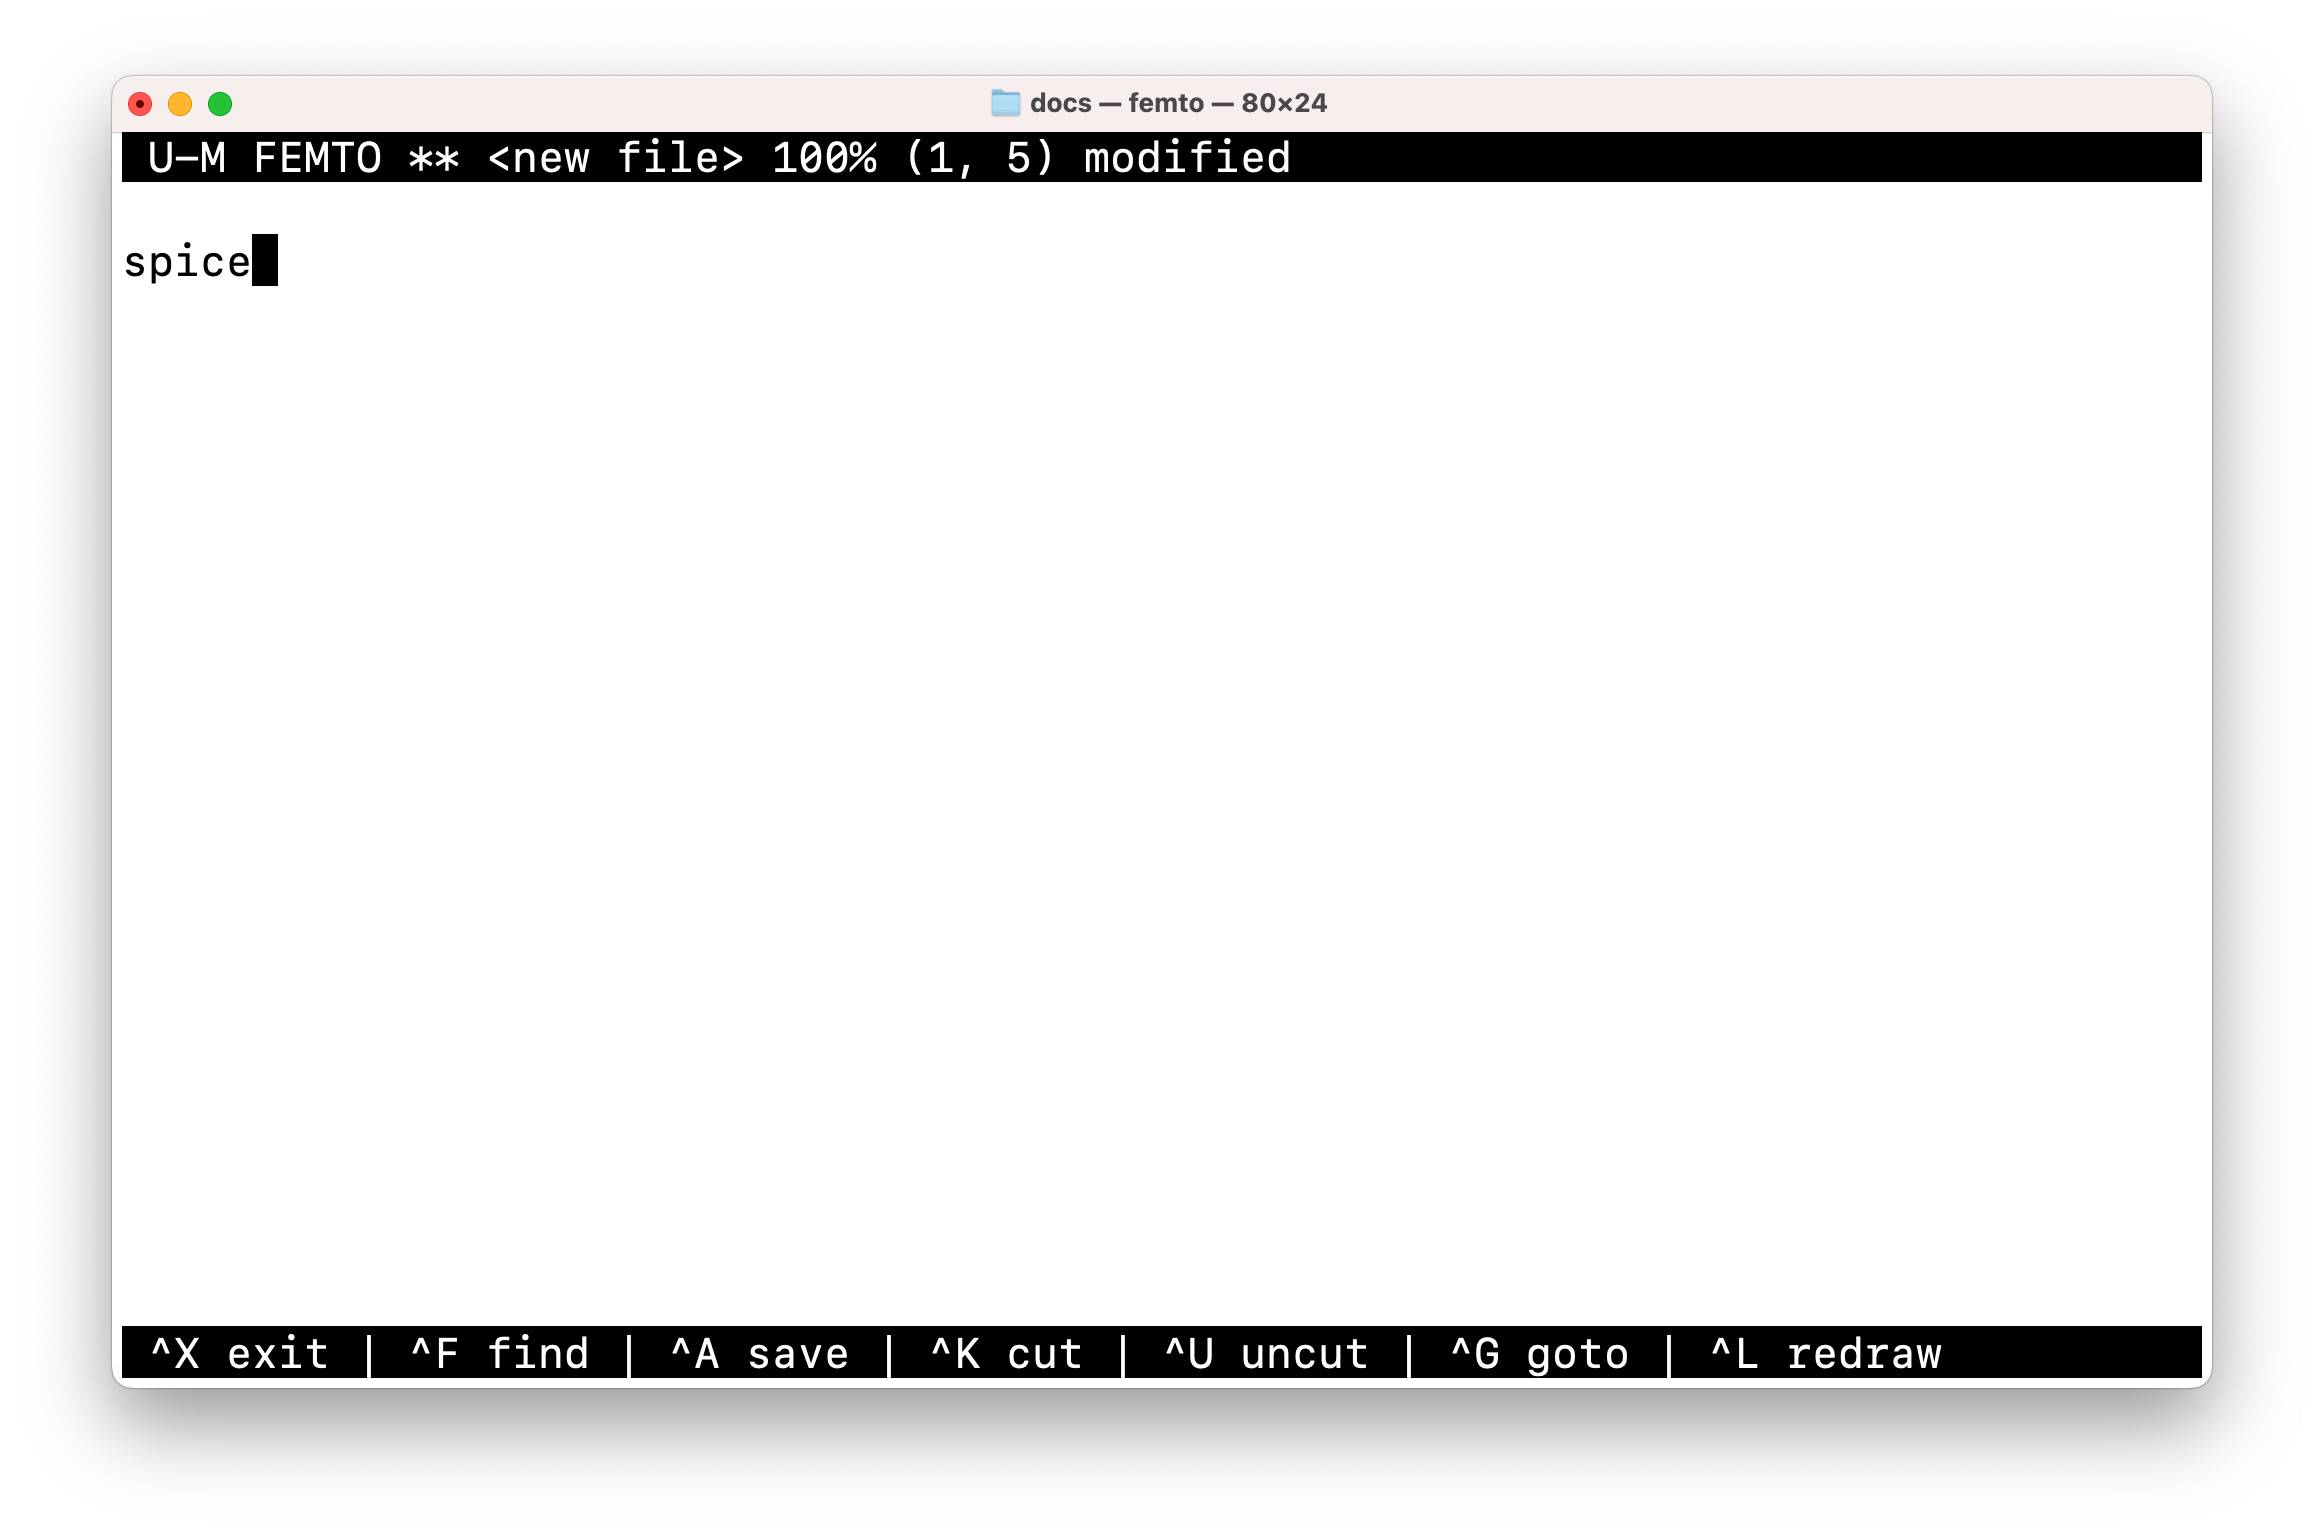 docs — femto — 80×24
U-M FEMTO ** <new file> 100% (1, 5) modified
spice
^X exit | ^F find | ^A save | ^K cut | ^U uncut | ^G goto | ^L redraw